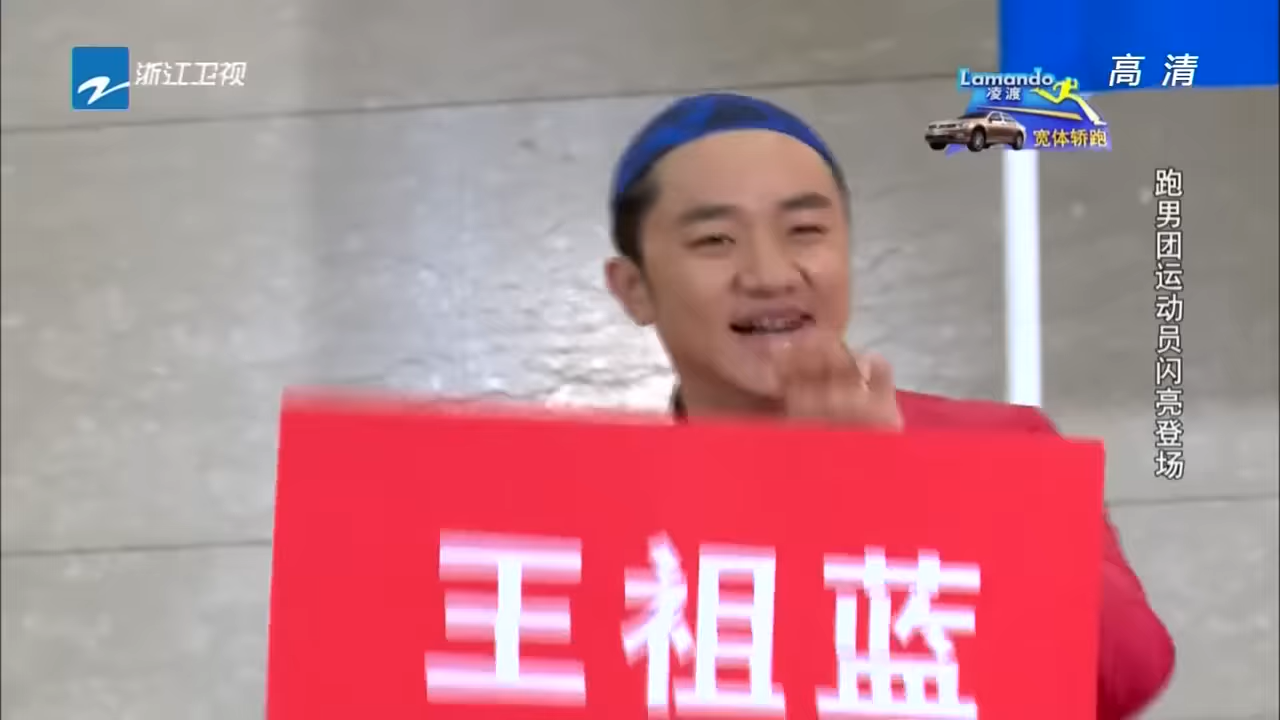 浙江卫视
高清
Lamando
凌渡
宽体轿跑
跑男团运动员闪亮登场
王祖蓝